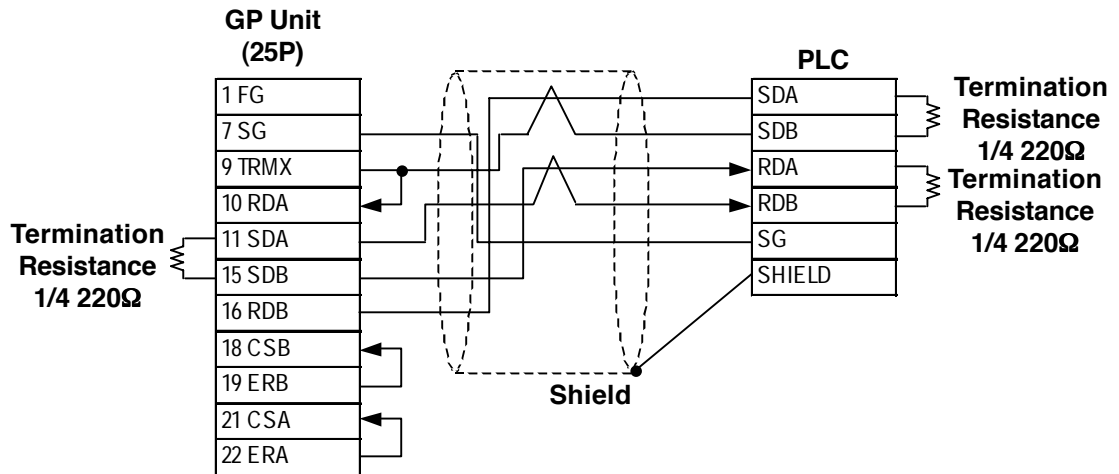 GP Unit
(25P)
1 FG
7 SG
9 TRMX
10 RDA
11 SDA
15 SDB
16 RDB
18 CSB
19 ERB
21 CSA
22 ERA
Termination
Resistance
1/4 220Ω
Shield
PLC
SDA
SDB
RDA
RDB
SG
SHIELD
Termination
Resistance
1/4 220Ω
Termination
Resistance
1/4 220Ω